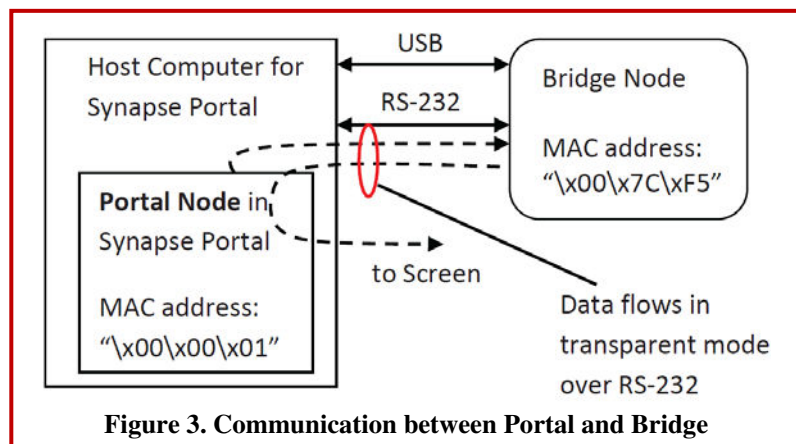 Host Computer for
Synapse Portal
USB
RS-232
Bridge Node
MAC address:
“\x00\x7C\xF5”
Portal Node in
Synapse Portal
MAC address:
“\x00\x00\x01”
to Screen
Data flows in
transparent mode
over RS-232
Figure 3. Communication between Portal and Bridge